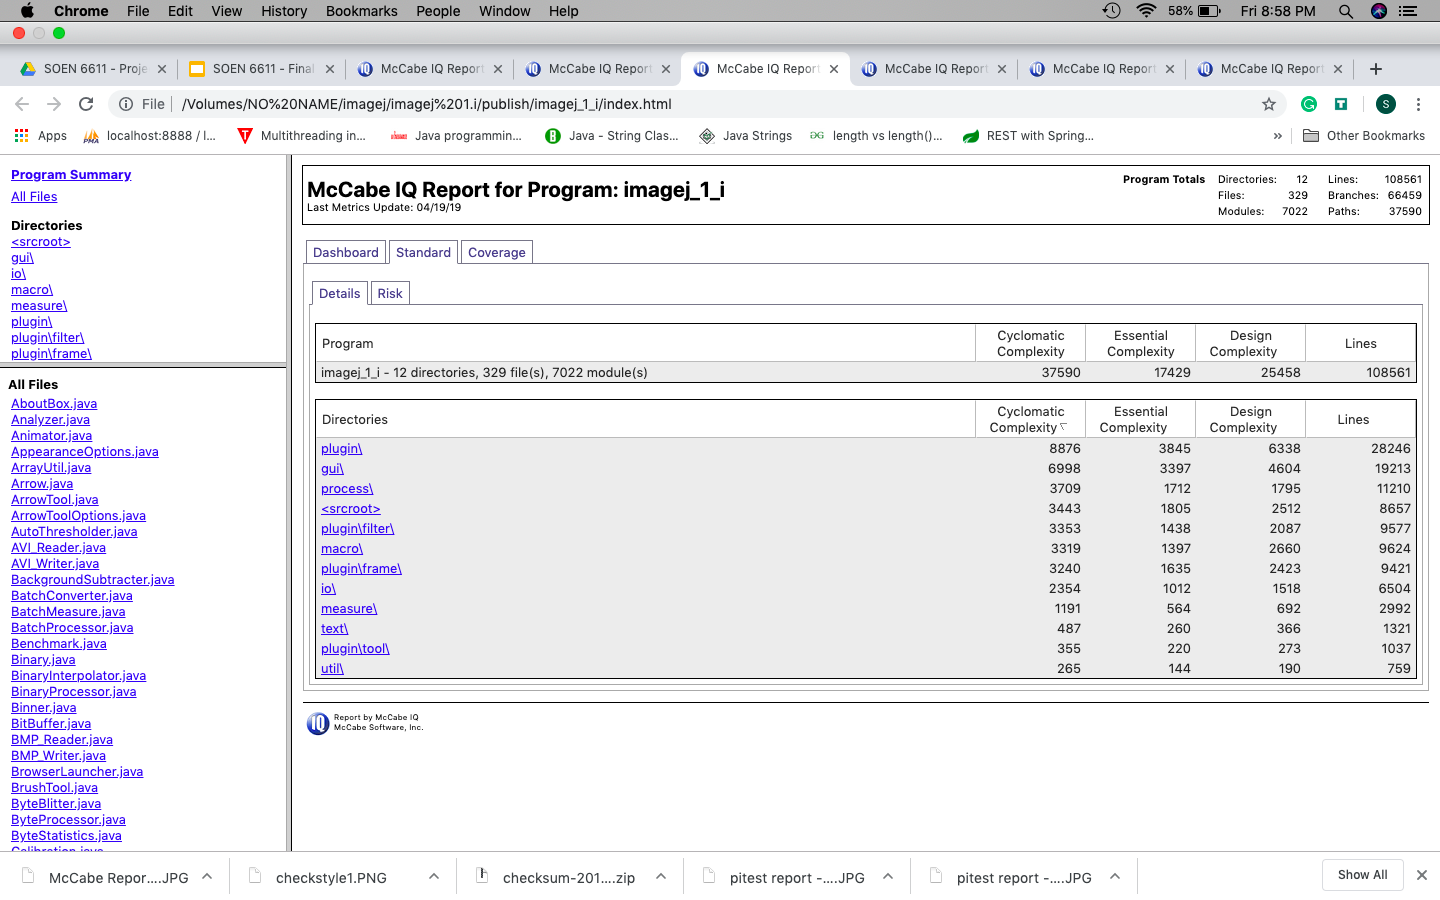 Chrome File Edit View History Bookmarks People Window Help 58% Fri 8:58 PM
SOEN 6611 - Proje SOEN 6611 - Final McCabe IQ Report McCabe IQ Report McCabe IQ Report McCabe IQ Report McCabe IQ Report McCabe IQ Report
File /Volumes/NO%20NAME/imagej/imagej%201.i/publish/imagej_1_i/index.html S
Apps localhost:8888 / l... Multithreading in... Java programmin... Java - String Clas... Java Strings length vs length()... REST with Spring... » Other Bookmarks
Program Summary
All Files
Directories
<srcroot>
gui\
io\
macro\
measure\
plugin\
plugin\filter\
plugin\frame\
All Files
AboutBox.java
Analyzer.java
Animator.java
AppearanceOptions.java
ArrayUtil.java
Arrow.java
ArrowTool.java
ArrowToolOptions.java
AutoThresholder.java
AVI_Reader.java
AVI_Writer.java
BackgroundSubtracter.java
BatchConverter.java
BatchMeasure.java
BatchProcessor.java
Benchmark.java
Binary.java
BinaryInterpolator.java
BinaryProcessor.java
Binner.java
BitBuffer.java
BMP_Reader.java
BMP_Writer.java
BrowserLauncher.java
BrushTool.java
ByteBlitter.java
ByteProcessor.java
ByteStatistics.java
Calibration.java
McCabe IQ Report for Program: imagej_1_i
Last Metrics Update: 04/19/19
Program Totals Directories: 12 Lines: 108561
Files: 329 Branches: 66459
Modules: 7022 Paths: 37590
Dashboard Standard Coverage
Details Risk
Program Cyclomatic Complexity Essential Complexity Design Complexity Lines
imagej_1_i - 12 directories, 329 file(s), 7022 module(s) 37590 17429 25458 108561
Directories Cyclomatic Complexity Essential Complexity Design Complexity Lines
plugin\ 8876 3845 6338 28246
gui\ 6998 3397 4604 19213
process\ 3709 1712 1795 11210
<srcroot> 3443 1805 2512 8657
plugin\filter\ 3353 1438 2087 9577
macro\ 3319 1397 2660 9624
plugin\frame\ 3240 1635 2423 9421
io\ 2354 1012 1518 6504
measure\ 1191 564 692 2992
text\ 487 260 366 1321
plugin\tool\ 355 220 273 1037
util\ 265 144 190 759
IQ Report by McCabe IQ
McCabe Software, Inc.
McCabe Repor....JPG checkstyle1.PNG checksum-201....zip pitest report -....JPG pitest report -....JPG Show All